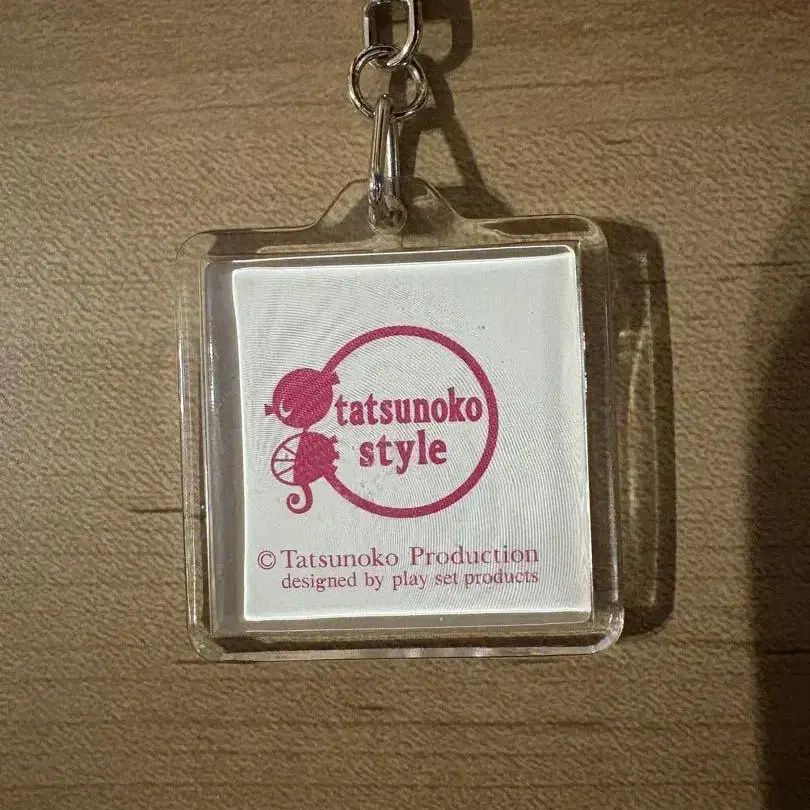 tatsunoko
style
© Tatsunoko Production
designed by play set products